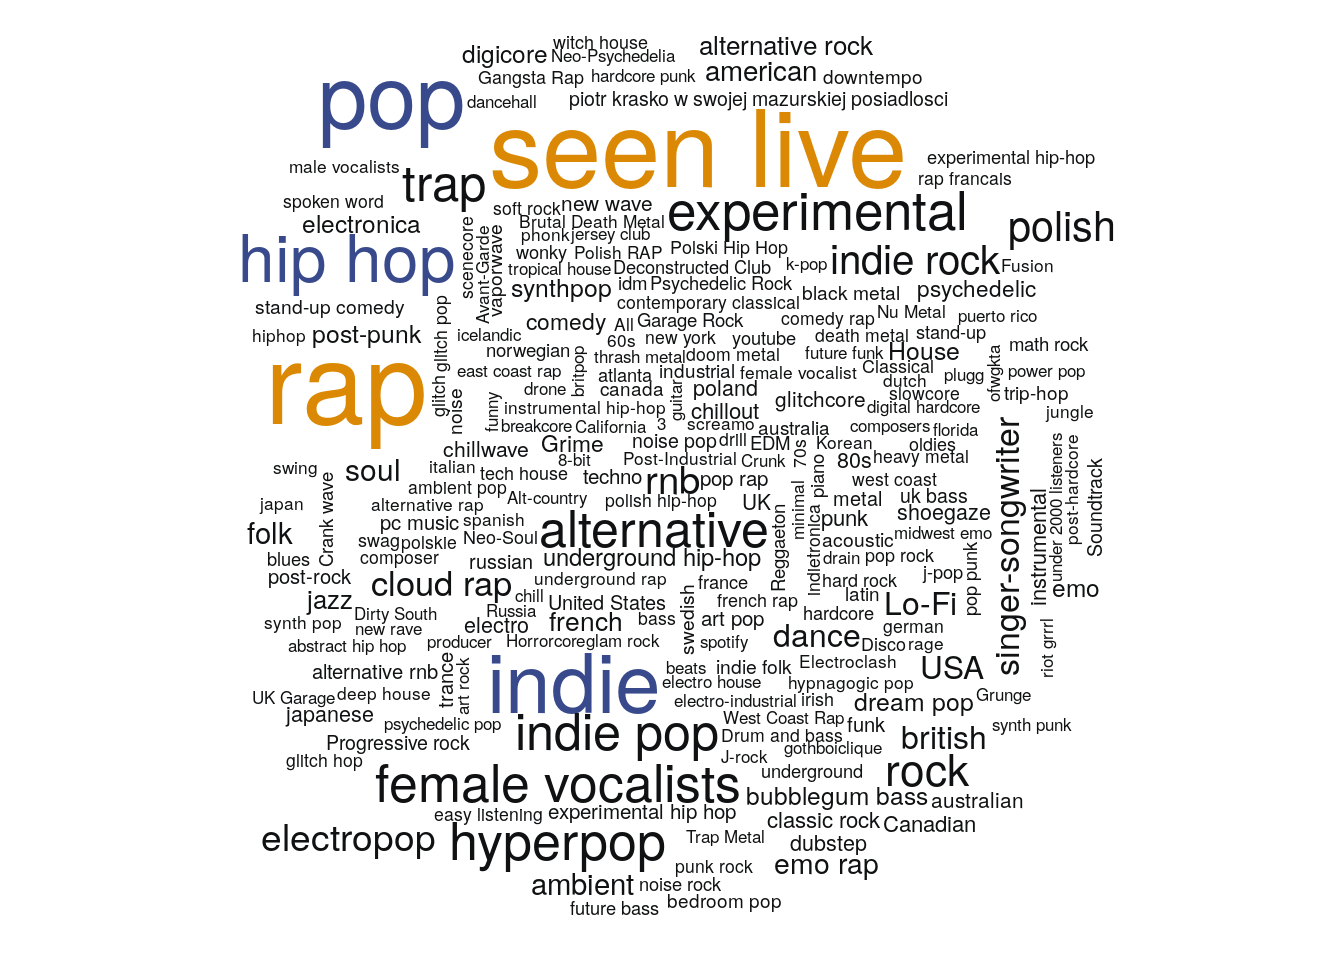 witch house
digicore
Neo-Psychedelia
alternative rock
Gangsta Rap
hardcore punk
american
downtempo
pop
dancehall
piotr krasko w swojej mazurskiej posiadlosci
seen live
male vocalists
trap
experimental hip-hop
rap francais
spoken word
soft rock
new wave
experimental
polish
electronica
scenecore
Avant-Garde
vaporwave
Brutal Death Metal
phonk
jersey club
hip hop
wonky
Polish RAP
Polski Hip Hop
k-pop
indie rock
Fusion
tropical house
Deconstructed Club
synthpop
idm
Psychedelic Rock
black metal
psychedelic
stand-up comedy
glitch pop
contemporary classical
comedy
All
Garage Rock
comedy rap
Nu Metal
puerto rico
hiphop
post-punk
icelandic
60s
new york
youtube
death metal
stand-up
math rock
norwegian
britpop
thrash metal
doom metal
future funk
House
rap
east coast rap
atlanta
industrial
female vocalist
Classical
dutch
plugg
ofwgkta
power pop
glitch
noise
drone
canada
guitar
poland
slowcore
trip-hop
funny
instrumental hip-hop
chillout
glitchcore
digital hardcore
jungle
breakcore
California
3
screamo
australia
composers
florida
chillwave
Grime
noise pop
drill
EDM
70s
Korean
oldies
singer-songwriter
swing
soul
italian
8-bit
tech house
techno
Post-Industrial
Crunk
piano
80s
heavy metal
under 2000 listeners
post-hardcore
Soundtrack
japan
Crank wave
ambient pop
rnb
pop rap
west coast
alternative rap
Alt-country
polish hip-hop
UK
minimal
metal
uk bass
instrumental
folk
pc music
spanish
alternative
Reggaeton
Indietronica
punk
shoegaze
swag
polskie
Neo-Soul
acoustic
midwest emo
blues
composer
russian
underground hip-hop
drain
pop rock
post-rock
cloud rap
underground rap
france
hard rock
j-pop
pop punk
emo
jazz
chill
United States
swedish
french rap
latin
Lo-Fi
Dirty South
Russia
french
bass
art pop
hardcore
synth pop
new rave
electro
german
riot grrrl
abstract hip hop
producer
Horrorcore
glam rock
spotify
dance
Disco
rage
alternative rnb
trance
art rock
indie
beats
indie folk
Electroclash
USA
UK Garage
deep house
electro house
hypnagogic pop
Grunge
japanese
psychedelic pop
electro-industrial
irish
dream pop
indie pop
West Coast Rap
funk
synth punk
Progressive rock
Drum and bass
gothboiclique
british
glitch hop
J-rock
female vocalists
underground
rock
easy listening
experimental hip hop
bubblegum bass
australian
electropop
hyperpop
Trap Metal
classic rock
Canadian
dubstep
punk rock
emo rap
ambient
noise rock
future bass
bedroom pop